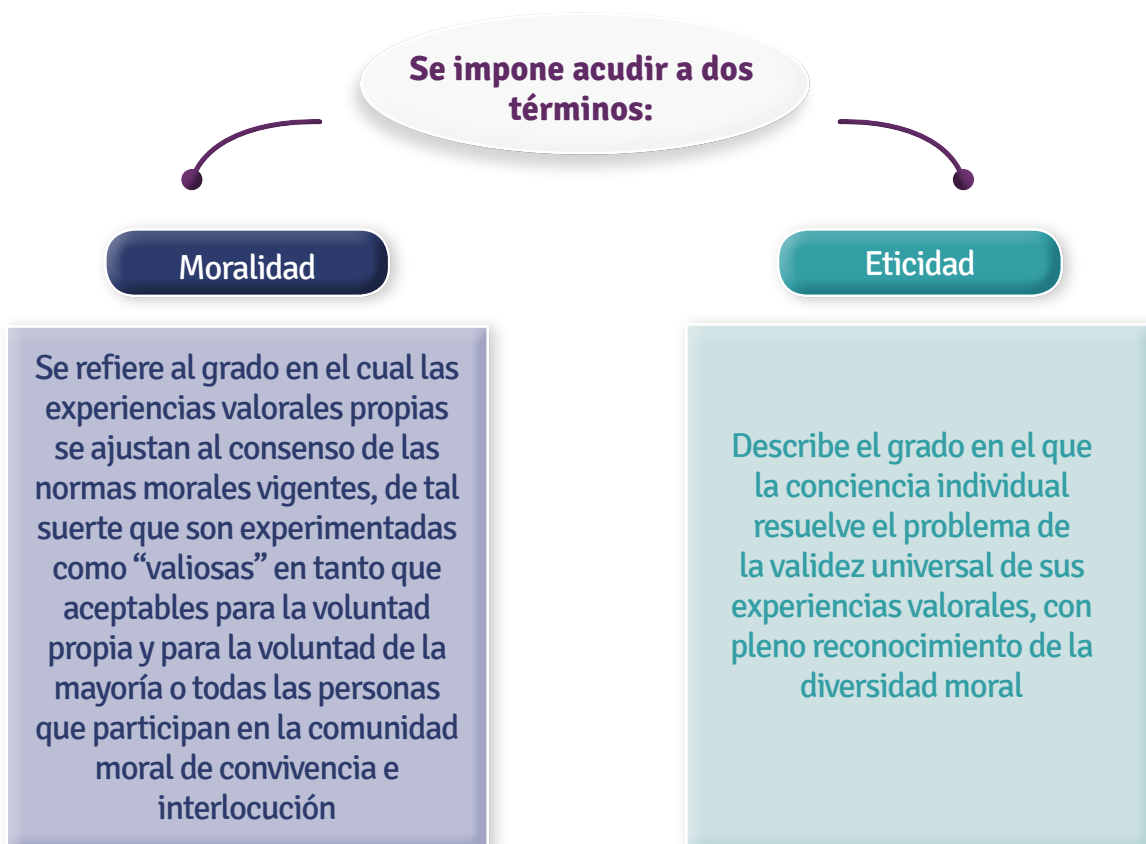 Se impone acudir a dos
términos:
Moralidad
Se refiere al grado en el cual las
experiencias valorales propias
se ajustan al consenso de las
normas morales vigentes, de tal
suerte que son experimentadas
como “valiosas” en tanto que
aceptables para la voluntad
propia y para la voluntad de la
mayoría o todas las personas
que participan en la comunidad
moral de convivencia e
interlocución
Eticidad
Describe el grado en el que
la conciencia individual
resuelve el problema de
la validez universal de sus
experiencias valorales, con
pleno reconocimiento de la
diversidad moral